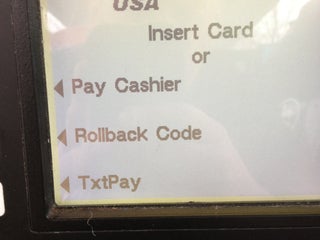 USA
Insert Card
or
Pay Cashier
Rollback Code
TxtPay